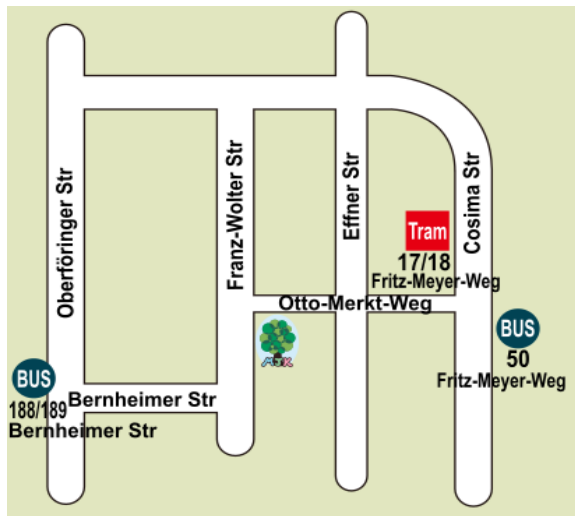 Oberföringer Str
Franz-Wolter Str
Effner Str
Cosima Str
Tram
17/18
Fritz-Meyer-Weg
Otto-Merkt-Weg
BUS
50
Fritz-Meyer-Weg
MJK
BUS
188/189
Bernheimer Str
Bernheimer Str